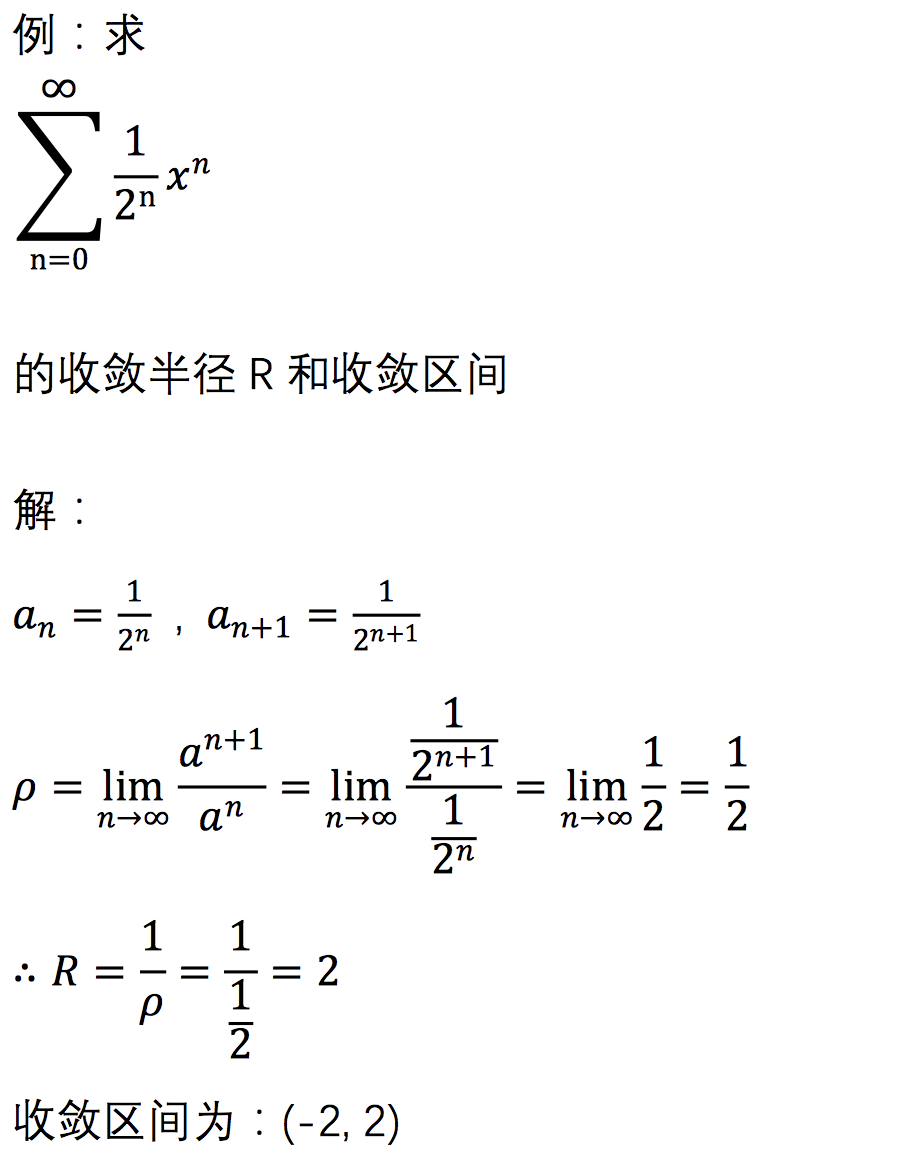 例：求
\sum_{n=0}^{\infty} \frac{1}{2^n} x^n
的收敛半径 R 和收敛区间
解：
a_n = \frac{1}{2^n} , a_{n+1} = \frac{1}{2^{n+1}}
\rho = \lim_{n \to \infty} \frac{a^{n+1}}{a^n} = \lim_{n \to \infty} \frac{\frac{1}{2^{n+1}}}{\frac{1}{2^n}} = \lim_{n \to \infty} \frac{1}{2} = \frac{1}{2}
∴ R = \frac{1}{\rho} = \frac{1}{\frac{1}{2}} = 2
收敛区间为：(-2, 2)